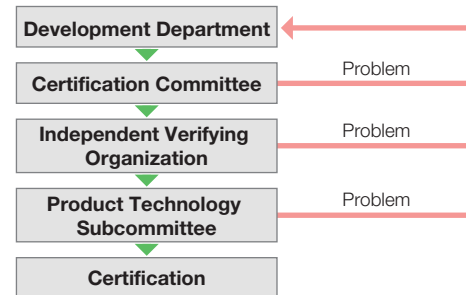 Development Department
Certification Committee
Problem
Independent Verifying
Organization
Problem
Product Technology
Subcommittee
Problem
Certification